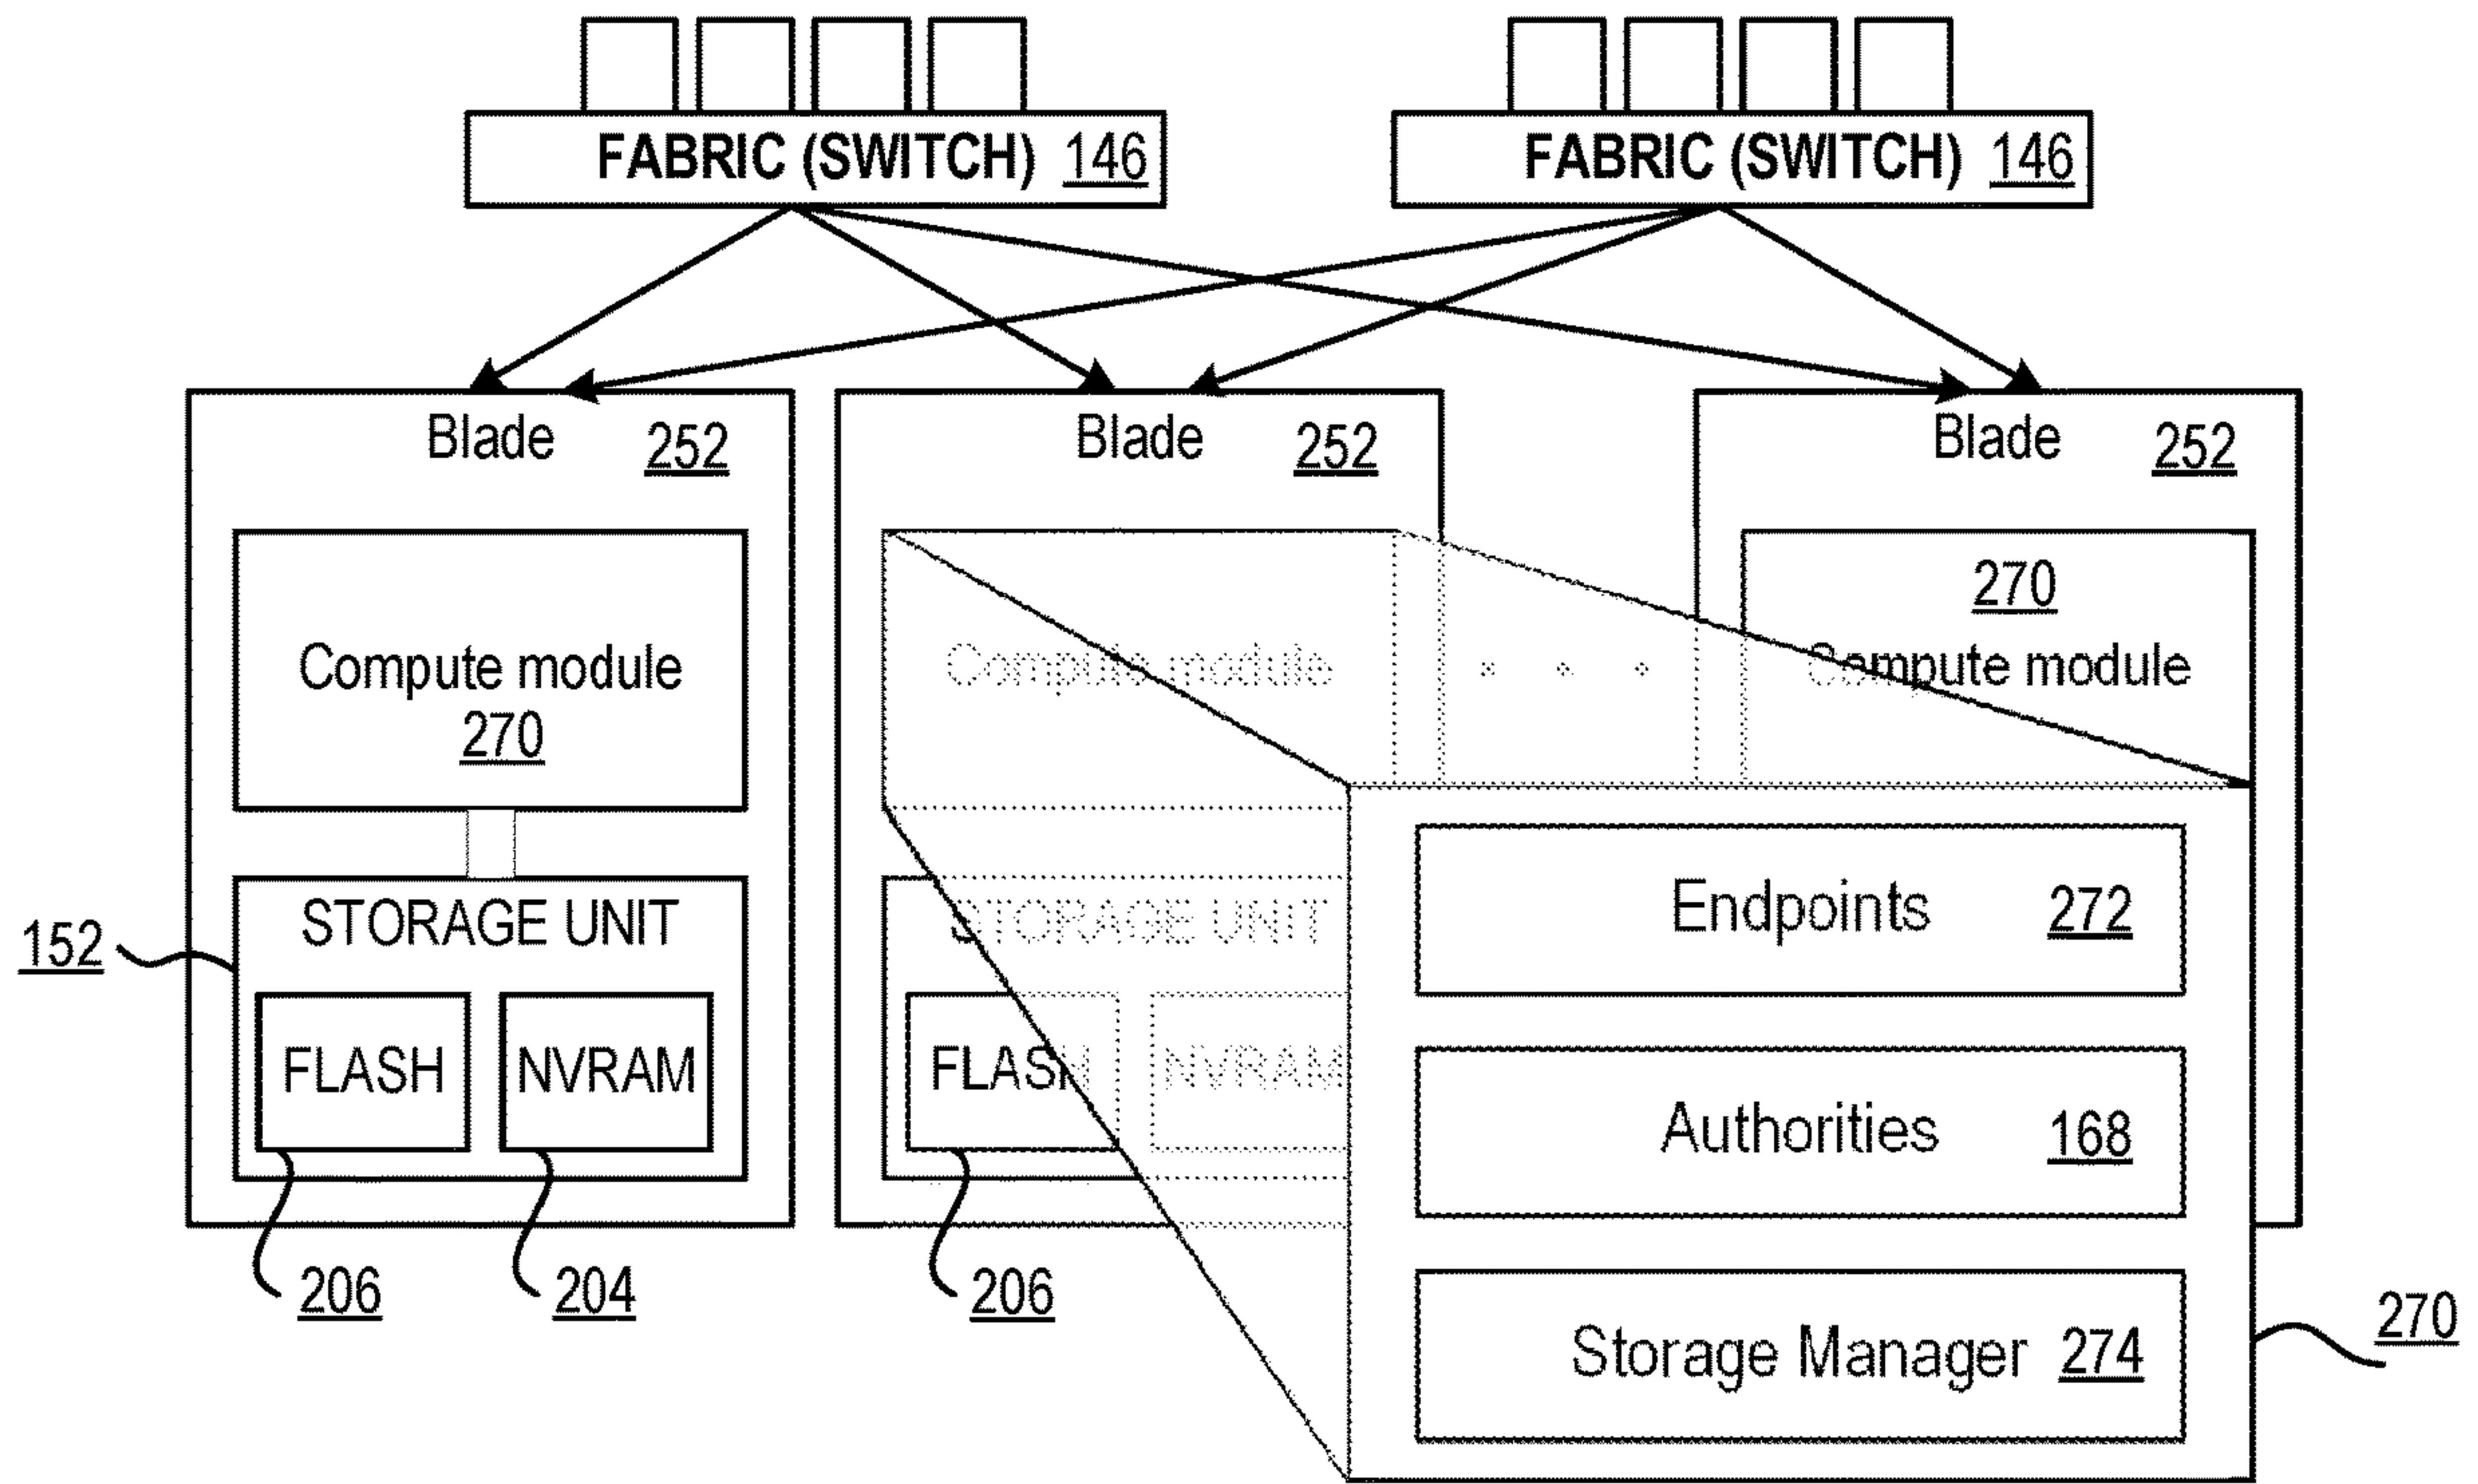 FABRIC (SWITCH) 146
FABRIC (SWITCH) 146
Blade 252
Blade 252
Blade 252
Compute module
270
Compute module
270
Compute module
152
STORAGE UNIT
FLASH
NVRAM
206
204
STORAGE UNIT
FLASH
NVRAM
206
Endpoints 272
Authorities 168
Storage Manager 274
270